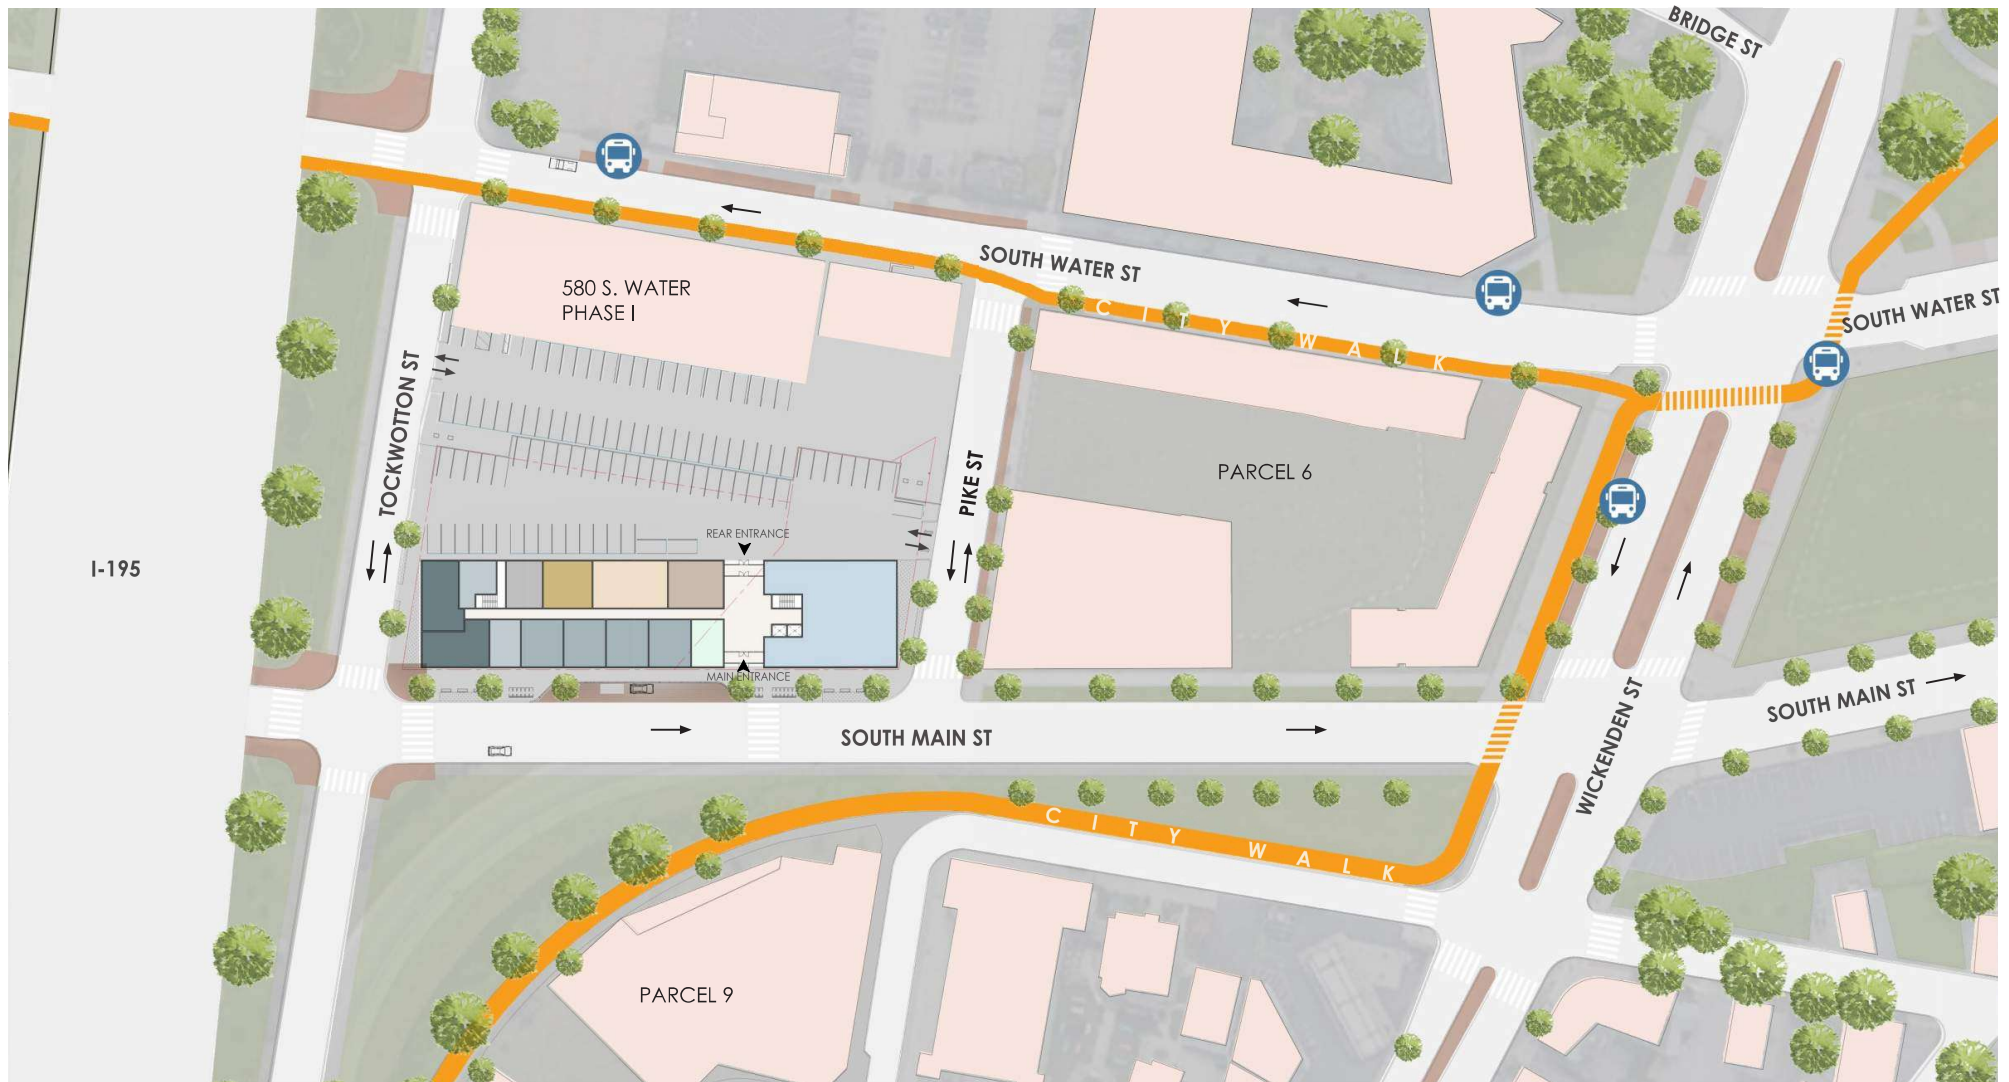 BRIDGE ST
SOUTH WATER ST
SOUTH WATER ST
580 S. WATER
PHASE I
CITY WALK
TOCKWOTTON ST
PIKE ST
PARCEL 6
REAR ENTRANCE
I-195
MAIN ENTRANCE
SOUTH MAIN ST
WICKENDEN ST
SOUTH MAIN ST
CITY WALK
PARCEL 9